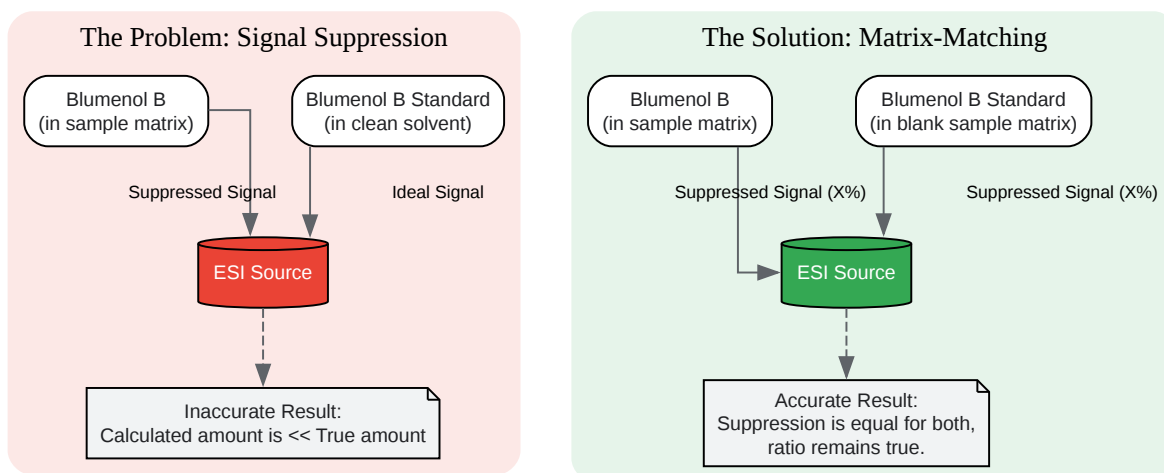 The Problem: Signal Suppression
Blumenol B
(in sample matrix)
Blumenol B Standard
(in clean solvent)
Suppressed Signal
Ideal Signal
ESI Source
Inaccurate Result:
Calculated amount is << True amount
The Solution: Matrix-Matching
Blumenol B
(in sample matrix)
Blumenol B Standard
(in blank sample matrix)
Suppressed Signal (X%)
Suppressed Signal (X%)
ESI Source
Accurate Result:
Suppression is equal for both,
ratio remains true.